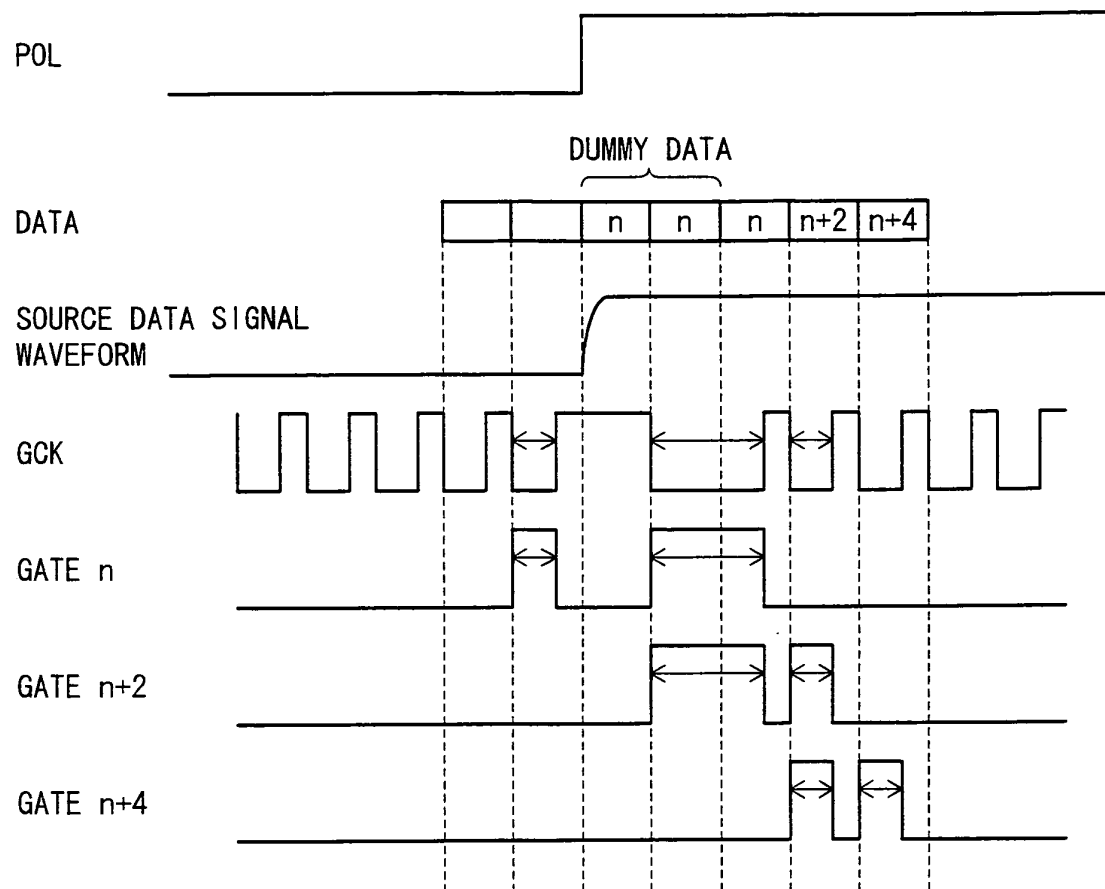 POL
DUMMY DATA
DATA
n
n
n
n+2
n+4
SOURCE DATA SIGNAL
WAVEFORM
GCK
GATE n
GATE n+2
GATE n+4